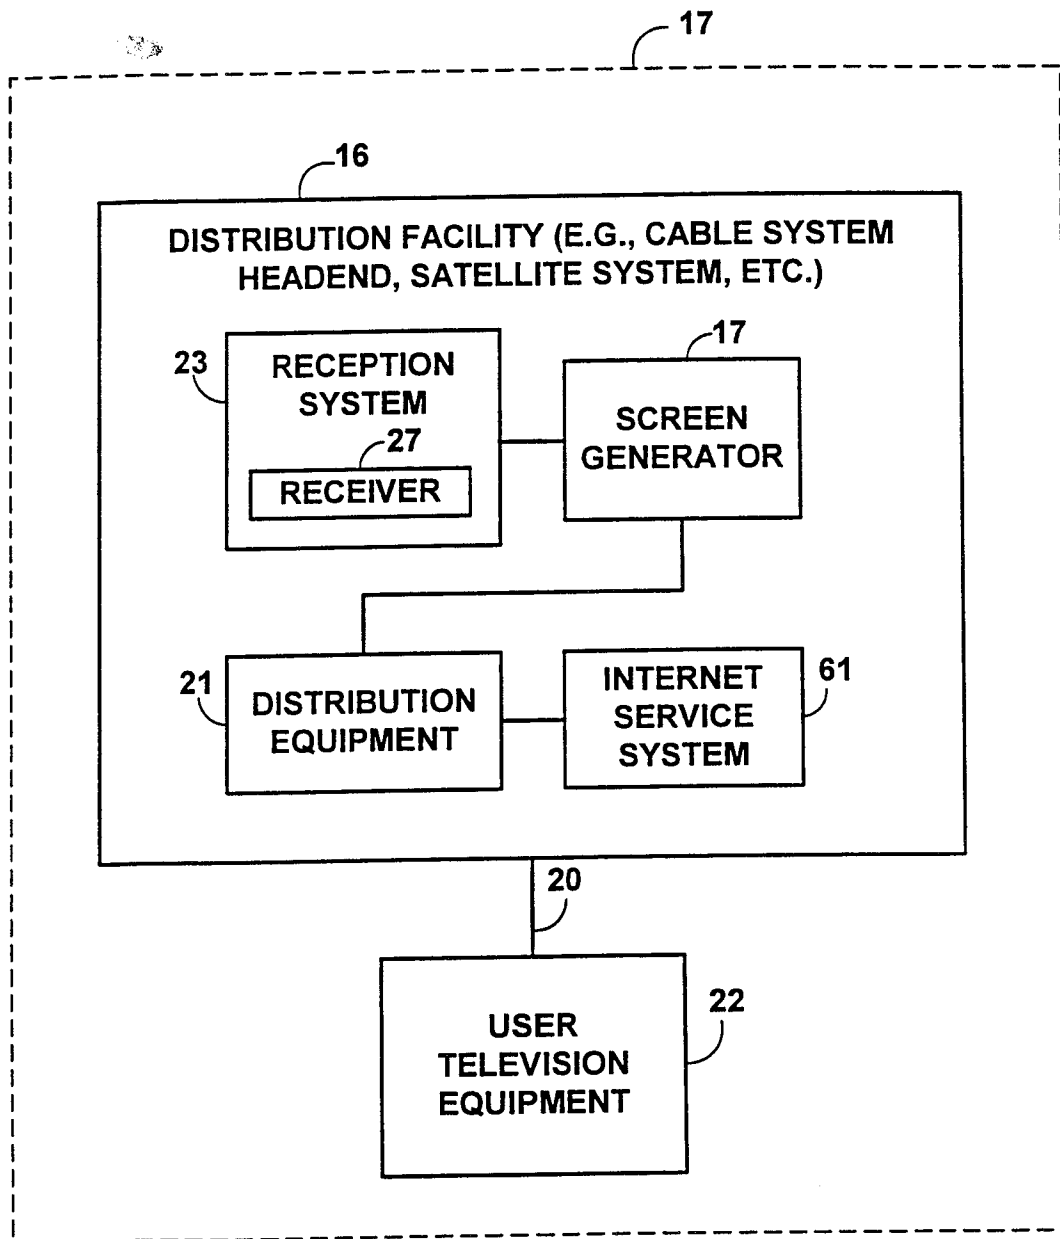 17
16
DISTRIBUTION FACILITY (E.G., CABLE SYSTEM
HEADEND, SATELLITE SYSTEM, ETC.)
23
RECEPTION
SYSTEM
27
RECEIVER
17
SCREEN
GENERATOR
21
DISTRIBUTION
EQUIPMENT
INTERNET
SERVICE
SYSTEM
61
20
USER
TELEVISION
EQUIPMENT
22